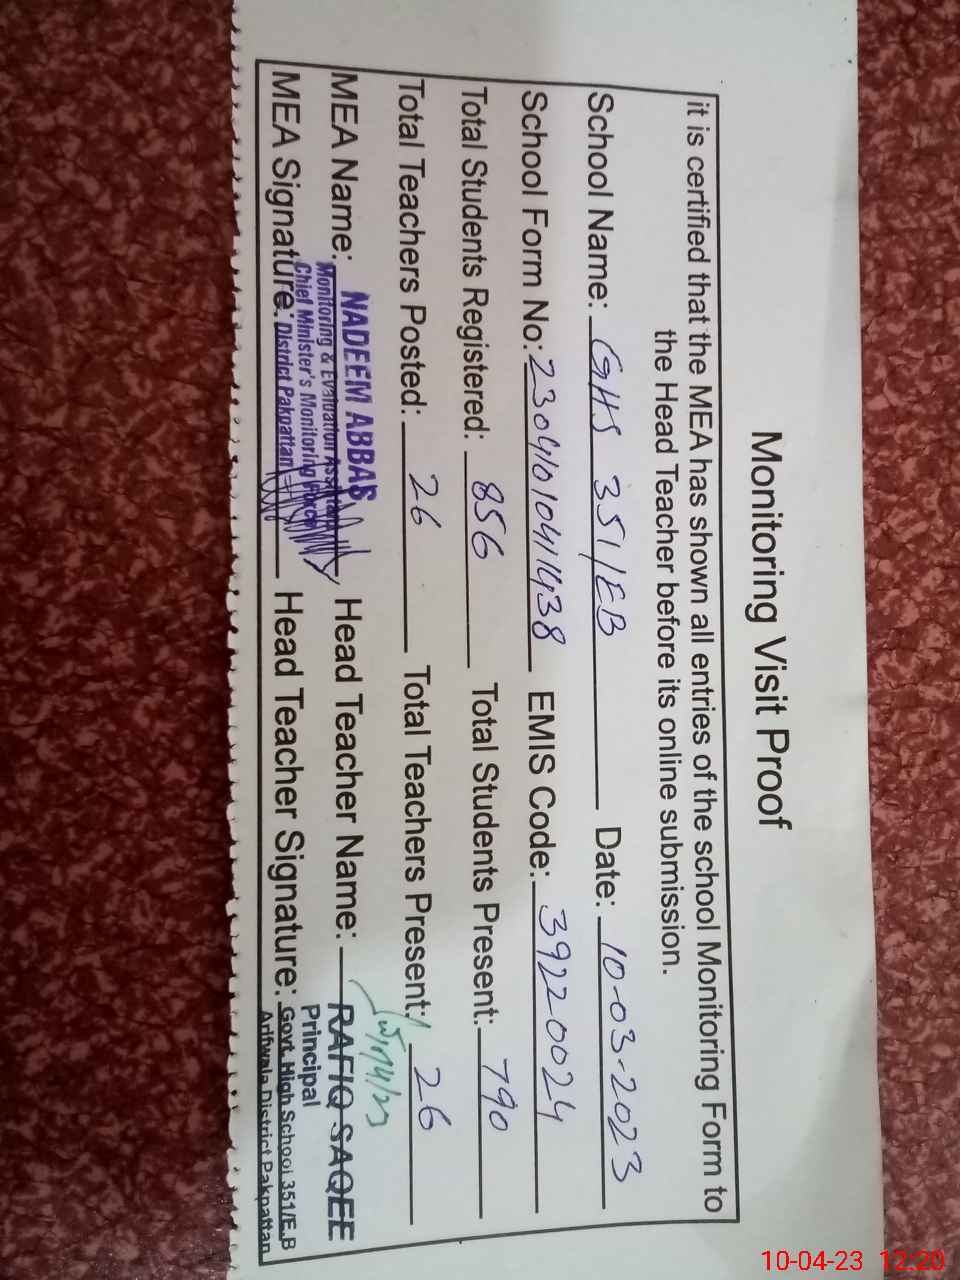 Monitoring Visit Proof
it is certified that the MEA has shown all entries of the school Monitoring Form to
the Head Teacher before its online submission.
School Name: GHS 351/EB Date: 10-03-2023
School Form No: 2304101041438 EMIS Code: 39220024
Total Students Registered: 856 Total Students Present: 790
Total Teachers Posted: 26 Total Teachers Present: 26
MEA Name: NADEEM ABBAS Head Teacher Name: RAFIQ SAQEE
Monitoring & Evaluation Principal
Chief Minister's Monitoring Force Govt. High School 351/E.B
MEA Signature: District Pakpattan Head Teacher Signature: Arifwala District Pakpattan
10-04-23 12:20